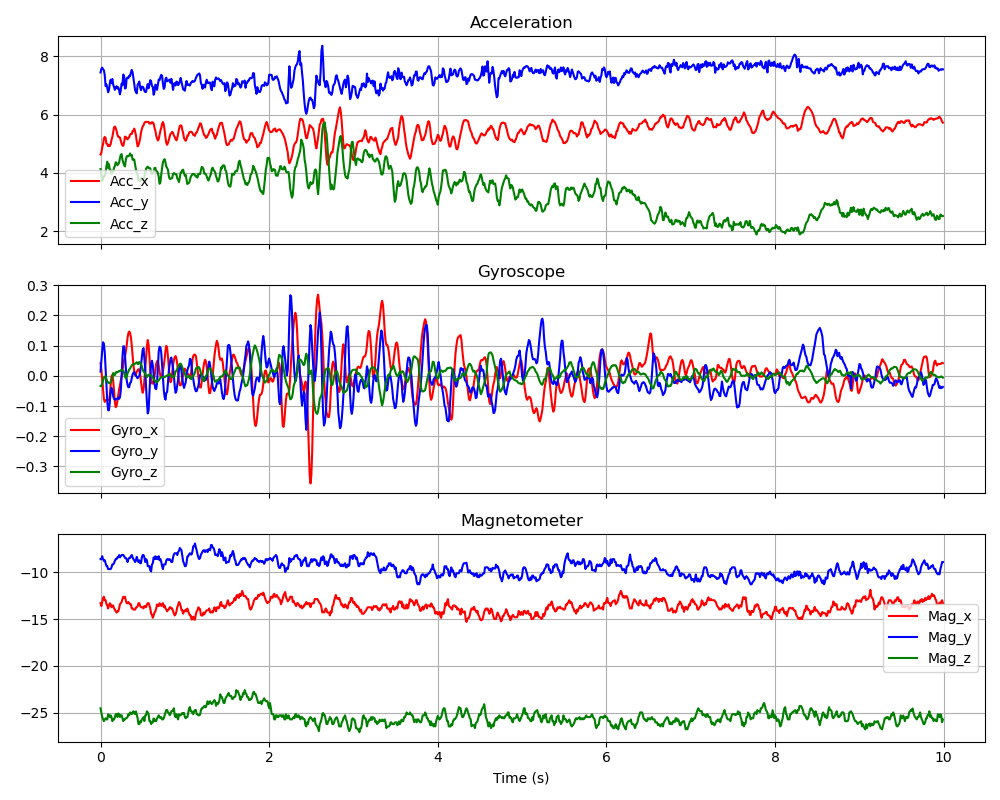 Acceleration
8
6
4
2
Acc_x
Acc_y
Acc_z
Gyroscope
0.3
0.2
0.1
0.0
−0.1
−0.2
−0.3
Gyro_x
Gyro_y
Gyro_z
Magnetometer
−10
−15
−20
−25
Mag_x
Mag_y
Mag_z
0 2 4 6 8 10
Time (s)